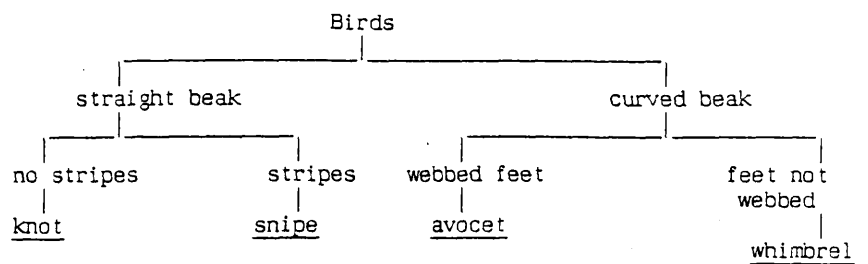 Birds
straight beak curved beak
no stripes stripes webbed feet feet not
webbed
knot snipe avocet
whimbrel